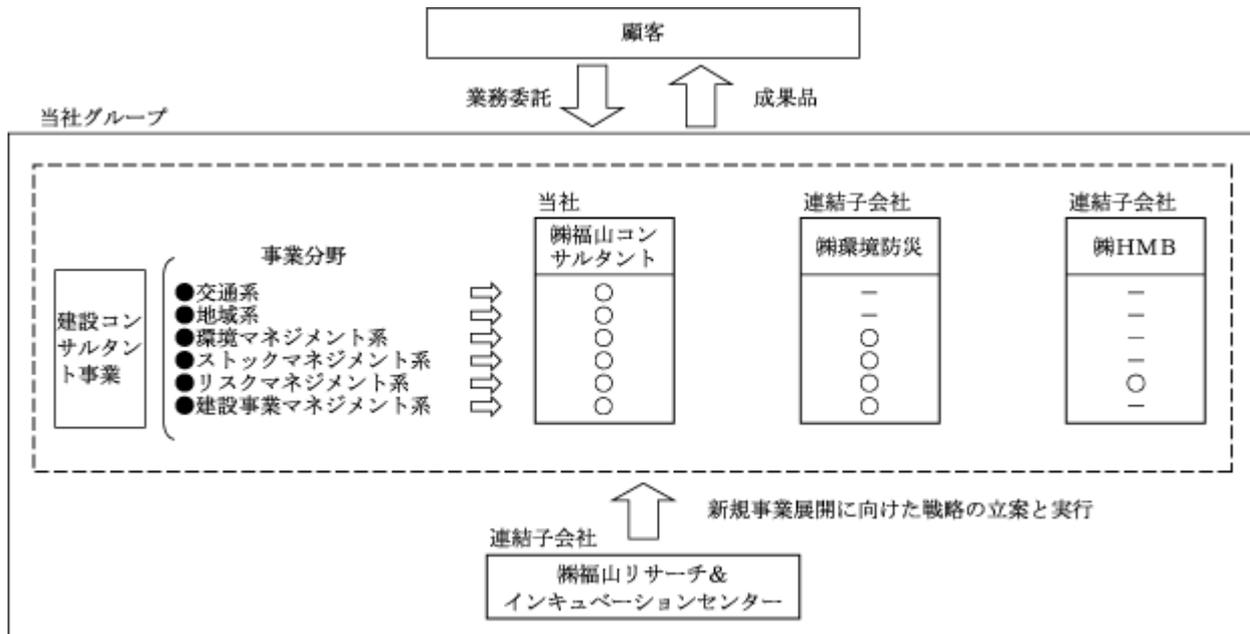 顧客
業務委託
成果品
当社グループ
当社
連結子会社
連結子会社
㈱福山コン
サルタント
㈱環境防災
㈱HMB
事業分野
建設コン
サルタン
ト事業
●交通系 ○ － －
●地域系 ○ － －
●環境マネジメント系 ○ ○ －
●ストックマネジメント系 ○ ○ －
●リスクマネジメント系 ○ ○ ○
●建設事業マネジメント系 ○ ○ －
新規事業展開に向けた戦略の立案と実行
連結子会社
㈱福山リサーチ＆
インキュベーションセンター